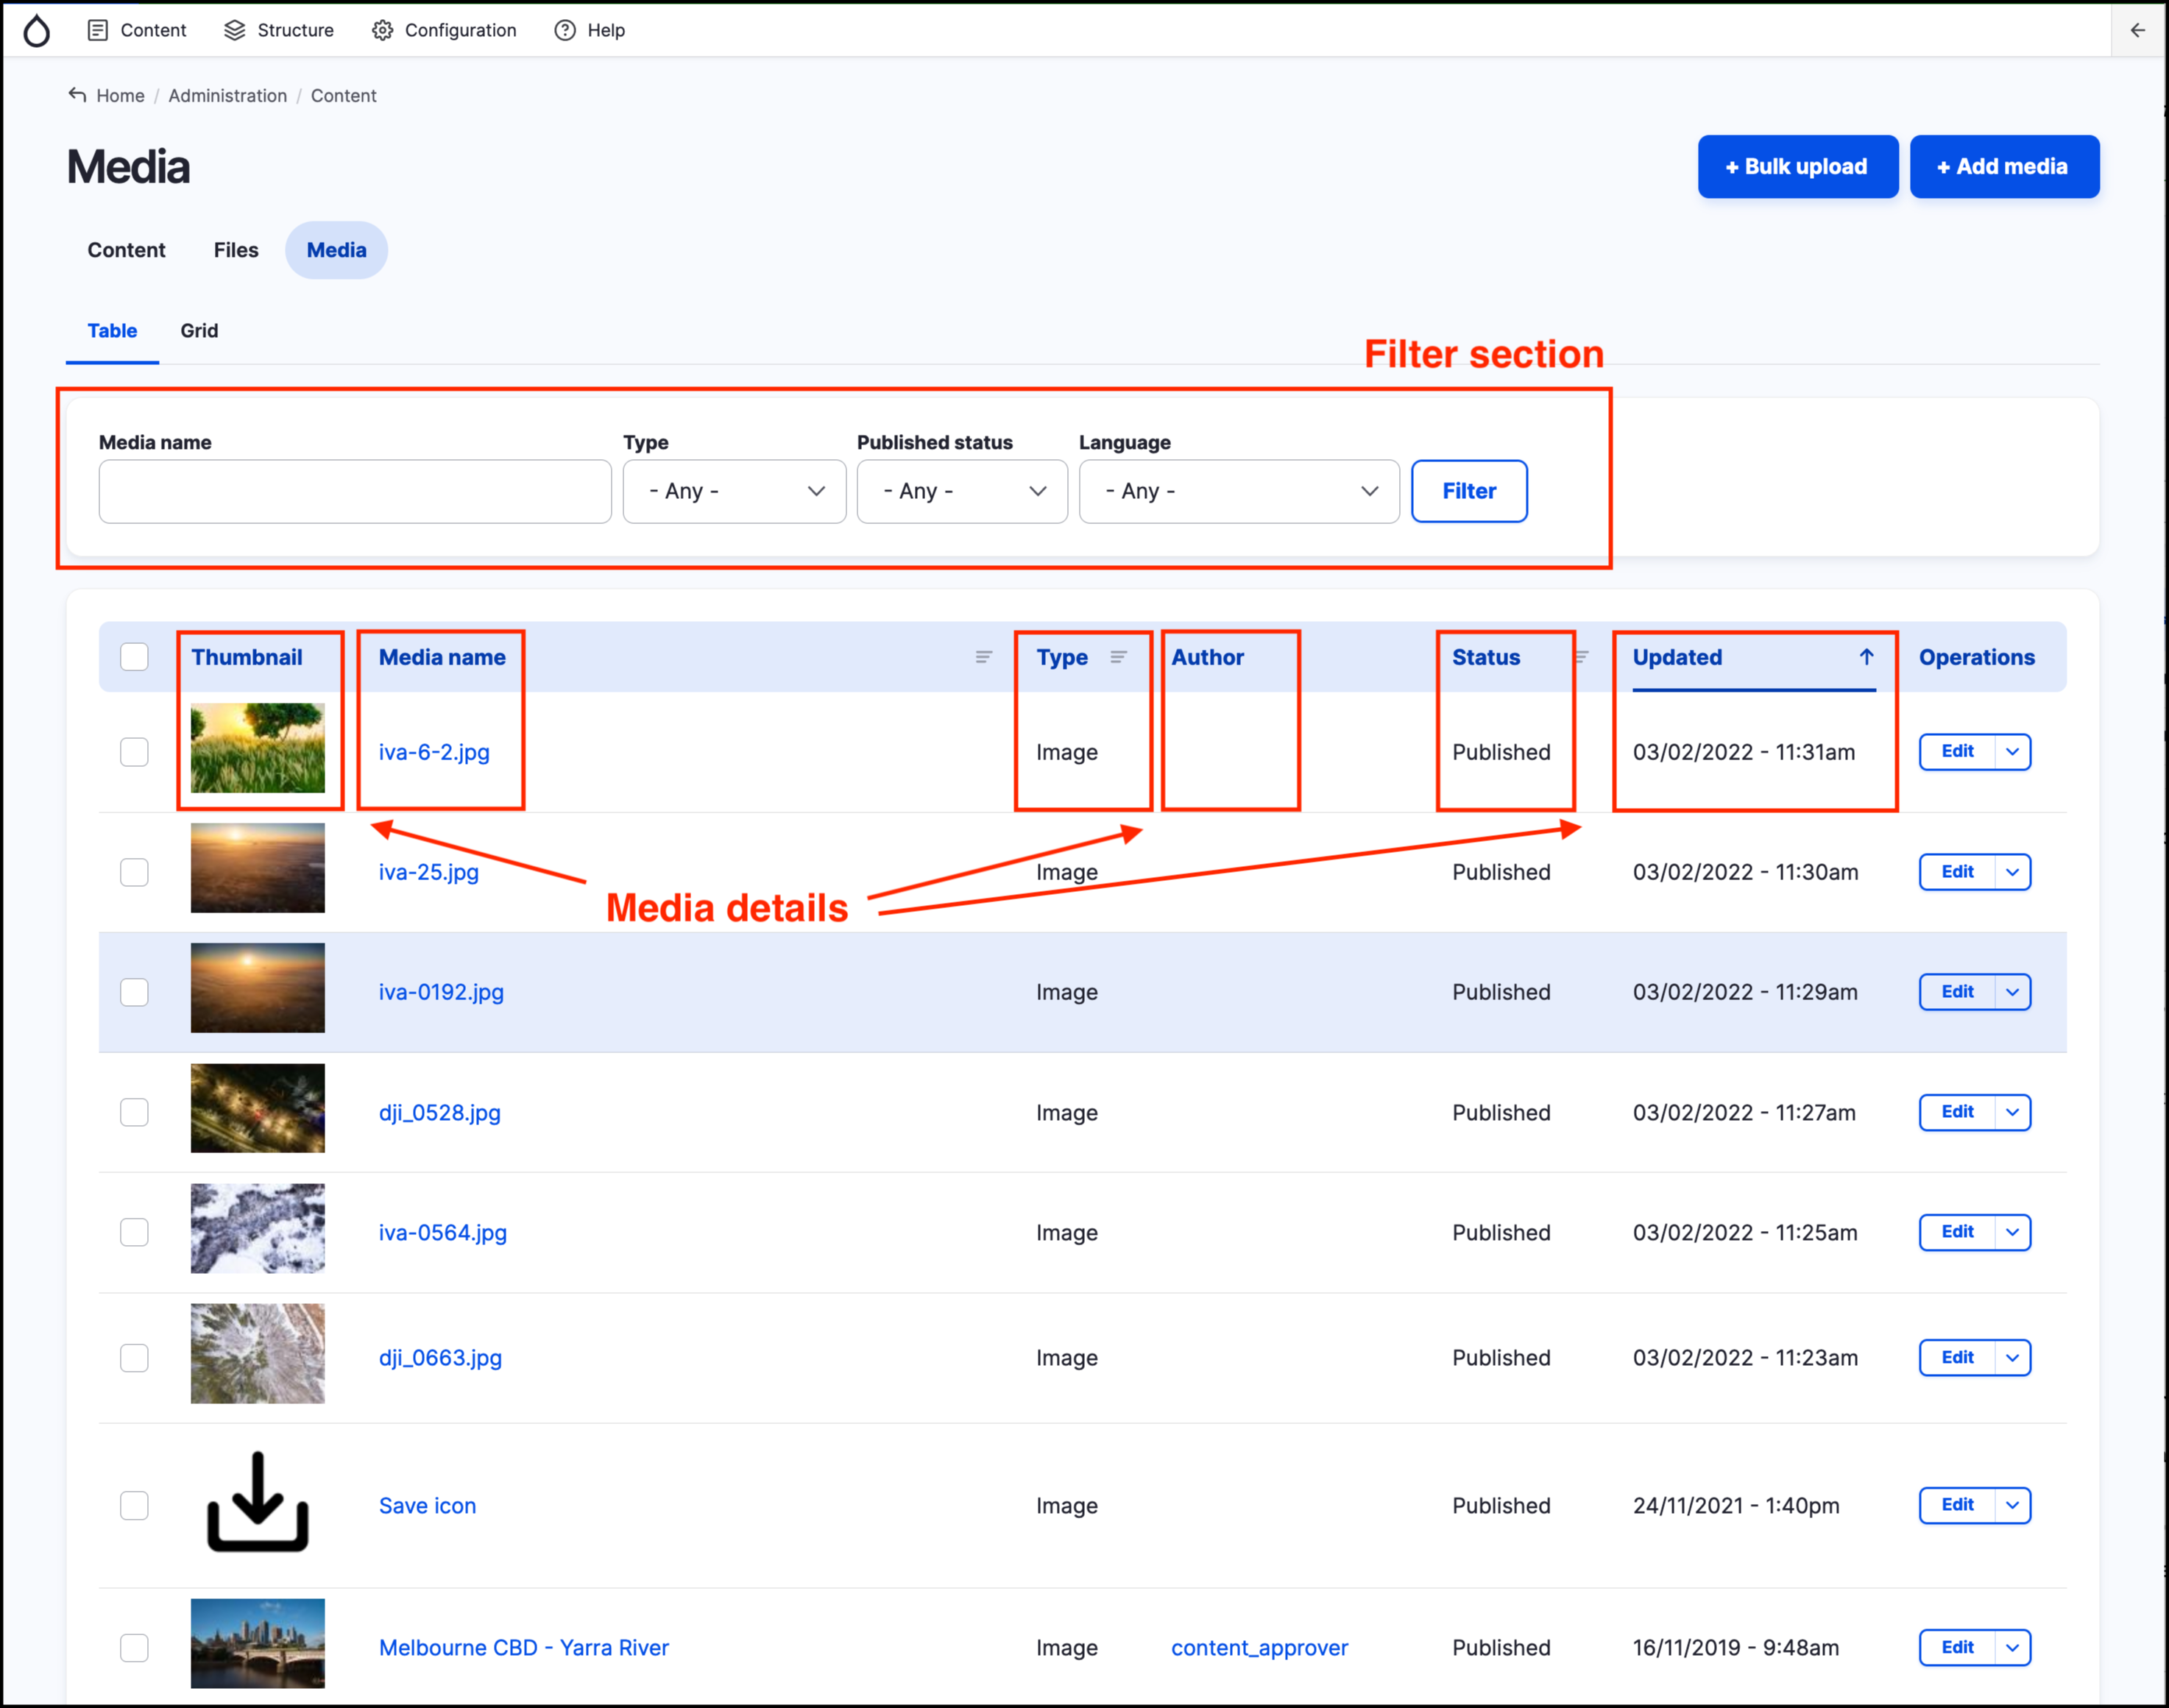 Content Structure Configuration Help
Home / Administration / Content
Media
+ Bulk upload + Add media
Content Files Media
Table Grid
Filter section
Media name Type Published status Language
- Any - - Any - - Any - Filter
Thumbnail Media name Type Author Status Updated Operations
iva-6-2.jpg Image Published 03/02/2022 - 11:31am Edit
iva-25.jpg Image Published 03/02/2022 - 11:30am Edit
Media details
iva-0192.jpg Image Published 03/02/2022 - 11:29am Edit
dji_0528.jpg Image Published 03/02/2022 - 11:27am Edit
iva-0564.jpg Image Published 03/02/2022 - 11:25am Edit
dji_0663.jpg Image Published 03/02/2022 - 11:23am Edit
Save icon Image Published 24/11/2021 - 1:40pm Edit
Melbourne CBD - Yarra River Image content_approver Published 16/11/2019 - 9:48am Edit